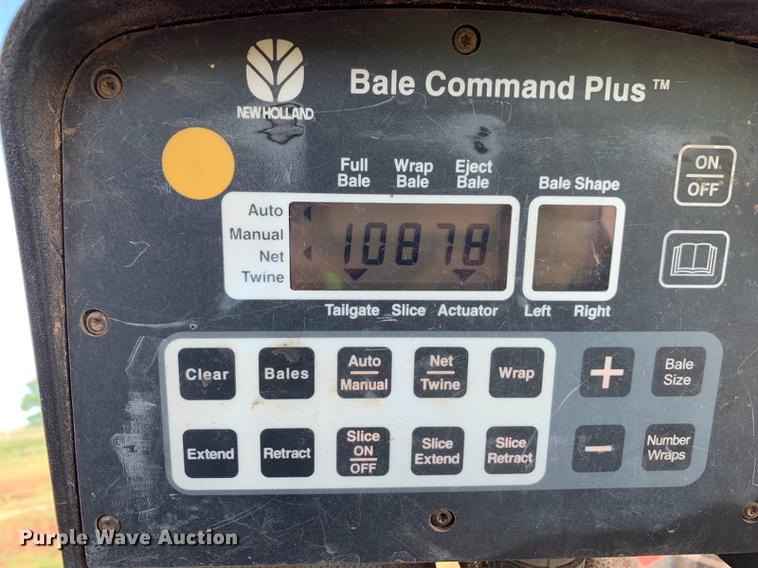 NEW HOLLAND
Bale Command Plus™
Full Bale
Wrap Bale
Eject Bale
Bale Shape
ON
OFF
Auto
Manual
Net
Twine
10878
Tailgate Slice Actuator
Left Right
Clear
Bales
Auto
Manual
Net
Twine
Wrap
+
Bale
Size
Extend
Retract
Slice
ON
OFF
Slice
Extend
Slice
Retract
−
Number
Wraps
Purple Wave Auction